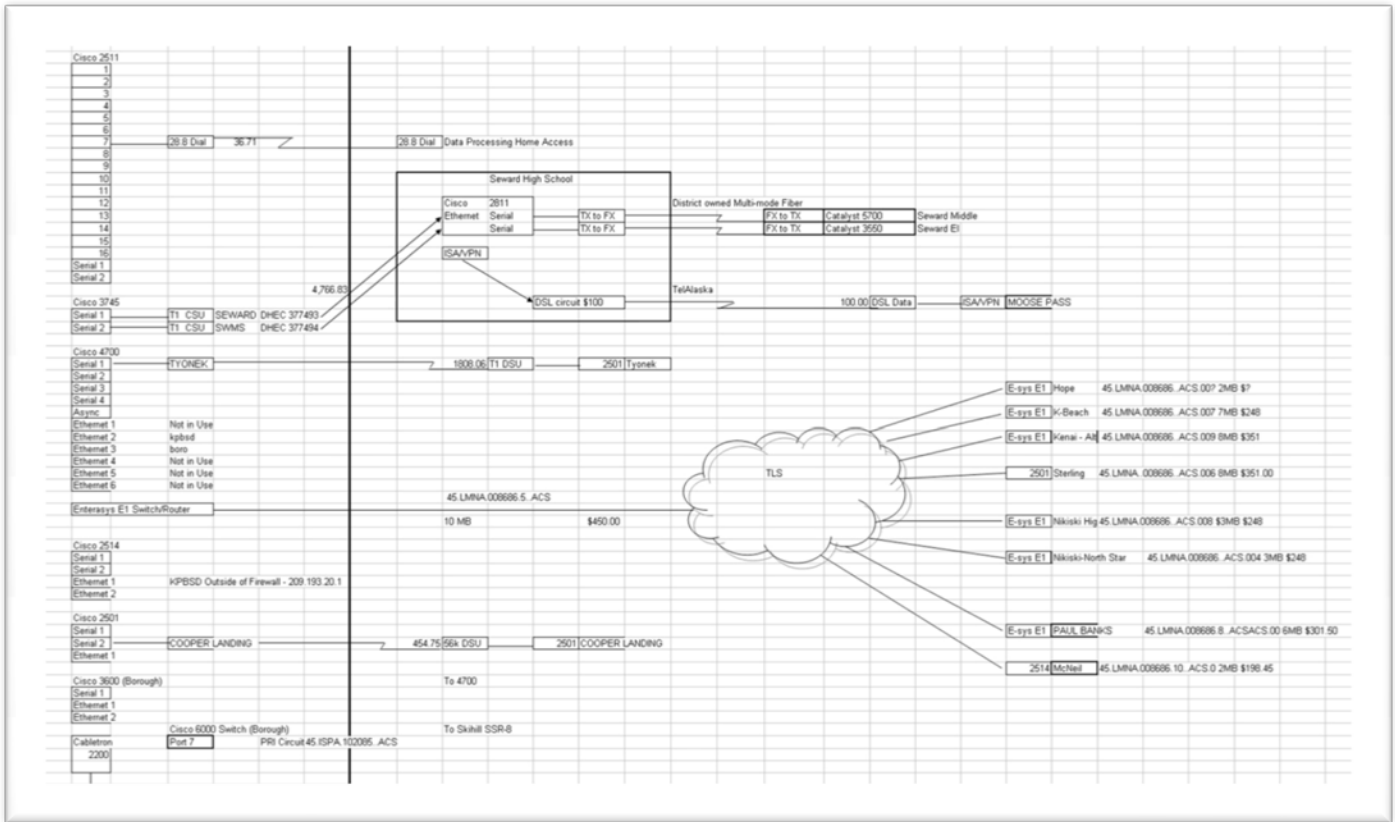 Cisco 2511
1
2
3
4
5
6
7 28.8 Dial 36.71 28.8 Dial Data Processing Home Access
8
9
10 Seward High School
11
12 Cisco 2811 District owned Multi-mode Fiber
13 Ethernet Serial TX to FX FX to TX Catalyst 5700 Seward Middle
14 Serial TX to FX FX to TX Catalyst 3550 Seward El
15
16 ISA/VPN
Serial 1
Serial 2
4,766.83 TelAlaska
Cisco 3745 DSL circuit $100 100.00 DSL Data ISA/VPN MOOSE PASS
Serial 1 T1 CSU SEWARD DHEC 377493
Serial 2 T1 CSU SWMS DHEC 377494
Cisco 4700
Serial 1 TYONEK 1808.06 T1 DSU 2501 Tyonek
Serial 2
Serial 3 E-sys E1 Hope 45.LMNA.008686..ACS.00? 2MB $?
Serial 4
Async E-sys E1 K-Beach 45.LMNA.008686..ACS.007 7MB $248
Ethernet 1 Not in Use
Ethernet 2 kpbsd E-sys E1 Kenai - Alt 45.LMNA.008686..ACS.009 8MB $351
Ethernet 3 boro
Ethernet 4 Not in Use
Ethernet 5 Not in Use TLS 2501 Sterling 45.LMNA.008686..ACS.006 8MB $351.00
Ethernet 6 Not in Use
45.LMNA.008686.5..ACS
Enterasys E1 Switch/Router
10 MB $450.00 E-sys E1 Nikiski Hig 45.LMNA.008686..ACS.008 $3MB $248
Cisco 2514
Serial 1 E-sys E1 Nikiski-North Star 45.LMNA.008686..ACS.004 3MB $248
Serial 2
Ethernet 1 KPBSD Outside of Firewall - 209.193.20.1
Ethernet 2
Cisco 2501
Serial 1 E-sys E1 PAUL BANKS 45.LMNA.008686.8..ACSACS.00 6MB $301.50
Serial 2 COOPER LANDING 454.75 56k DSU 2501 COOPER LANDING
Ethernet 1
2514 McNeil 45.LMNA.008686.10..ACS.0 2MB $198.45
Cisco 3600 (Borough) To 4700
Serial 1
Ethernet 1
Ethernet 2
Cisco 6000 Switch (Borough) To Skihill SSR-8
Cabletron Port 7 PRI Circuit 45.ISPA.102085..ACS
2200